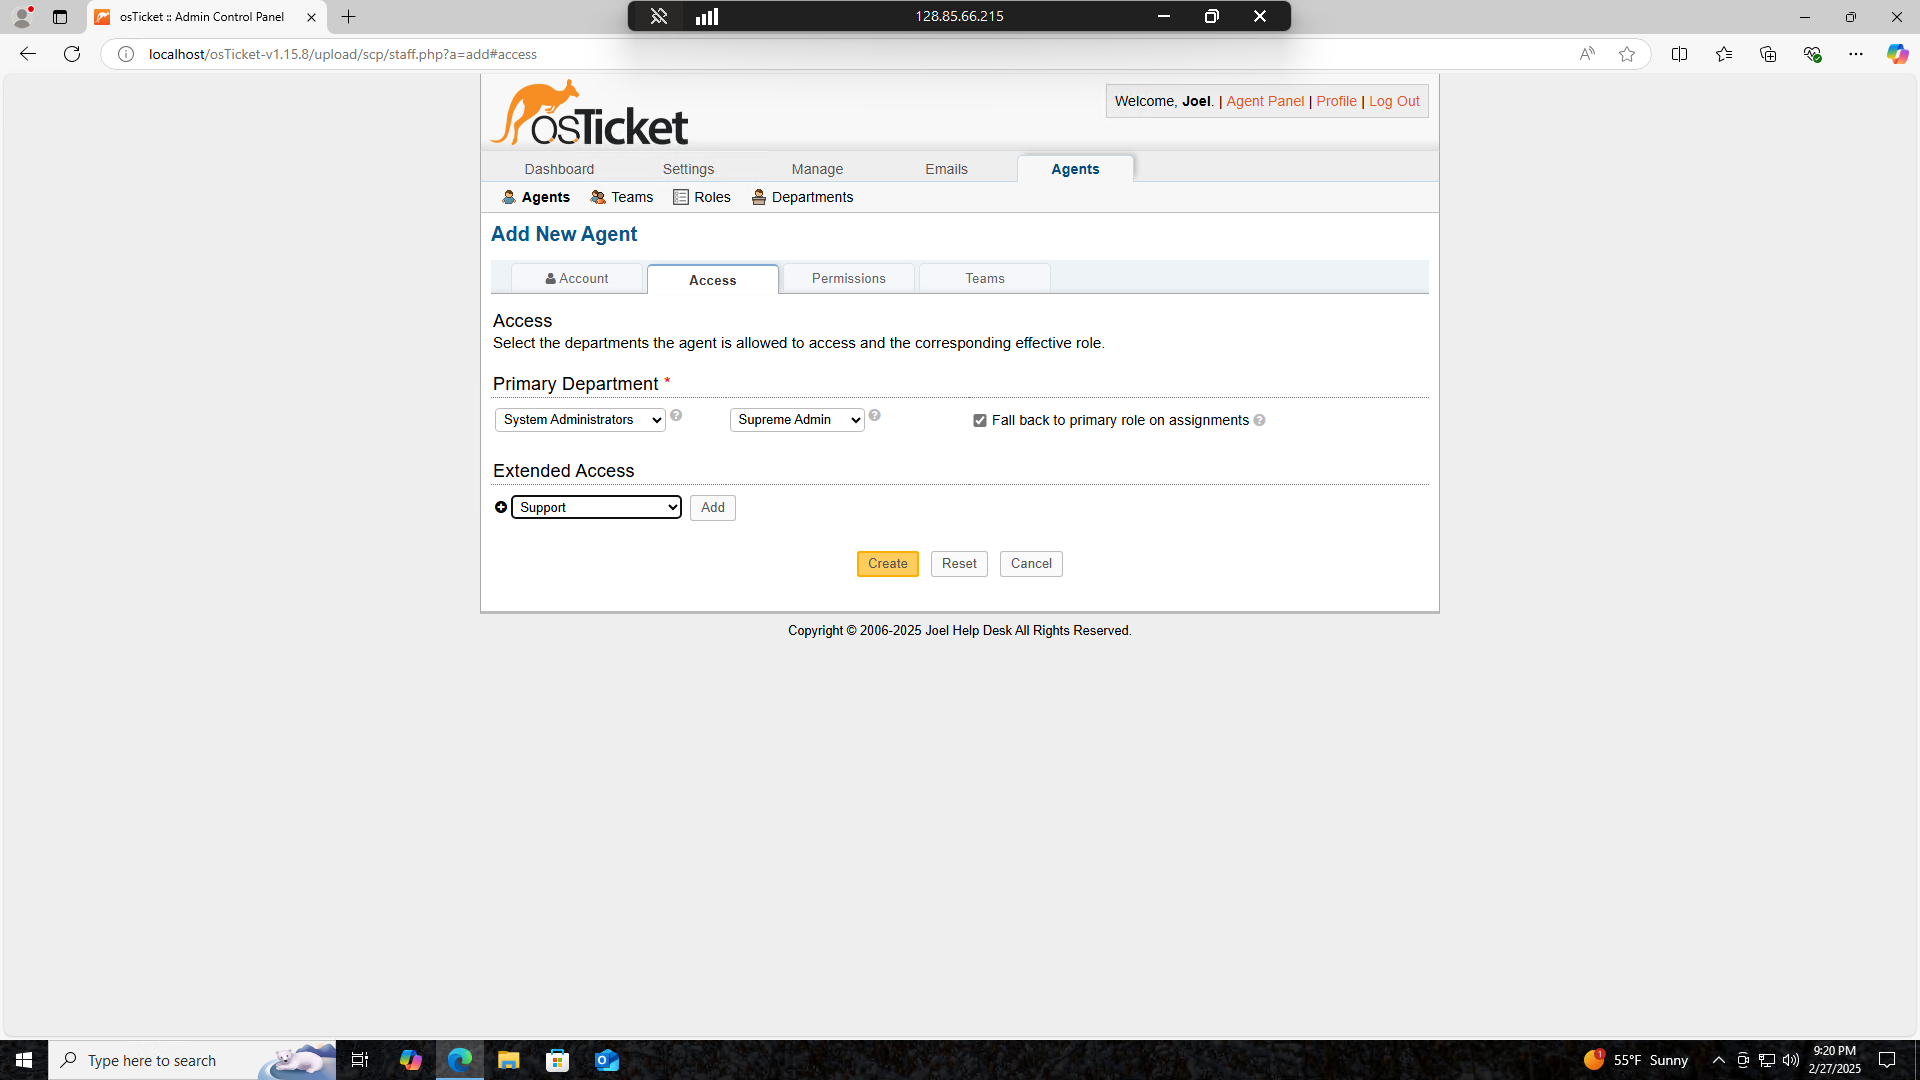 osTicket :: Admin Control Panel
128.85.66.215
localhost/osTicket-v1.15.8/upload/scp/staff.php?a=add#access
osTicket
Welcome, Joel. | Agent Panel | Profile | Log Out
Dashboard Settings Manage Emails Agents
Agents Teams Roles Departments
Add New Agent
Account Access Permissions Teams
Access
Select the departments the agent is allowed to access and the corresponding effective role.
Primary Department *
System Administrators ? Supreme Admin ? Fall back to primary role on assignments ?
Extended Access
Support Add
Create Reset Cancel
Copyright © 2006-2025 Joel Help Desk All Rights Reserved.
Type here to search
1 55°F Sunny
9:20 PM
2/27/2025